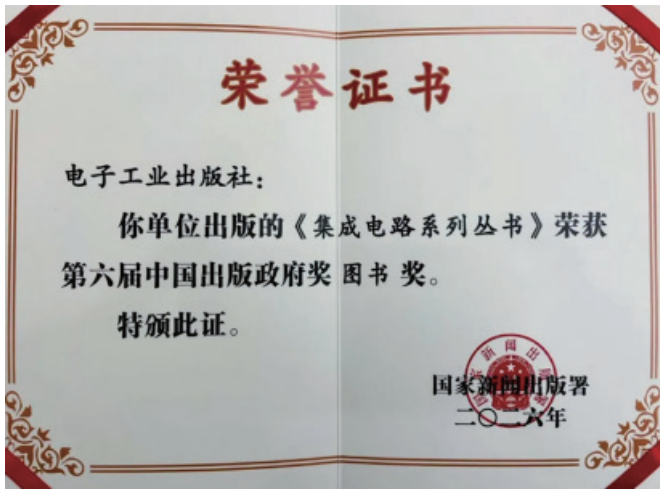 荣誉证书
电子工业出版社：
你单位出版的《集成电路系列丛书》荣获
第六届中国出版政府奖图书奖。
特颁此证。
国家新闻出版署
二〇二六年